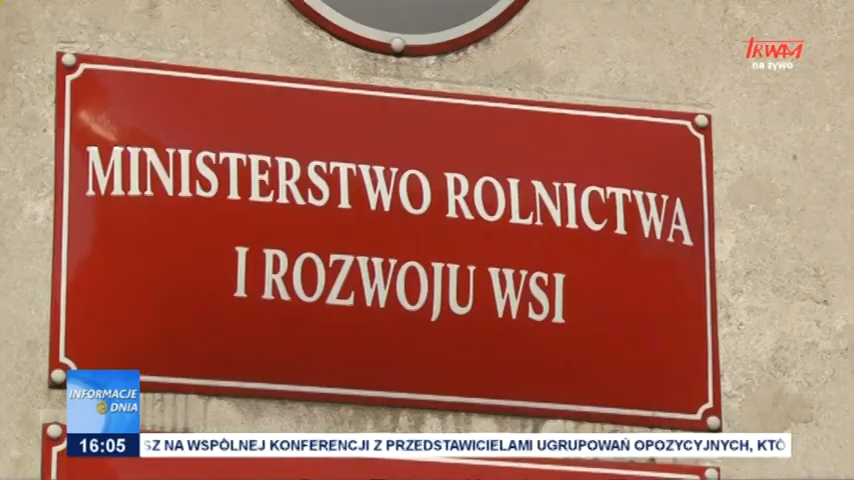 TRWAM
na żywo
MINISTERSTWO ROLNICTWA
I ROZWOJU WSI
INFORMACJE
DNIA
16:05
SZ NA WSPÓLNEJ KONFERENCJI Z PRZEDSTAWICIELAMI UGRUPOWAŃ OPOZYCYJNYCH, KTÓ